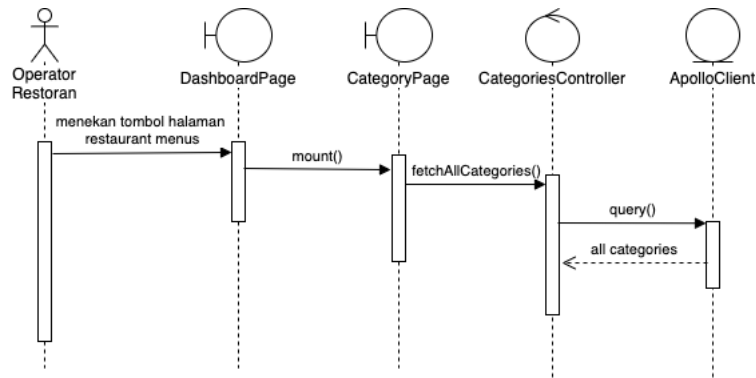 Operator
Restoran
DashboardPage
CategoryPage
CategoriesController
ApolloClient
menekan tombol halaman
restaurant menus
mount()
fetchAllCategories()
query()
all categories